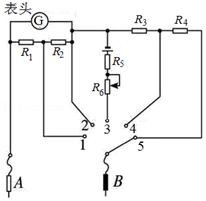 表头
G
R₁ R₂ R₃ R₄
R₅
R₆
2 3 4
1 5
A B